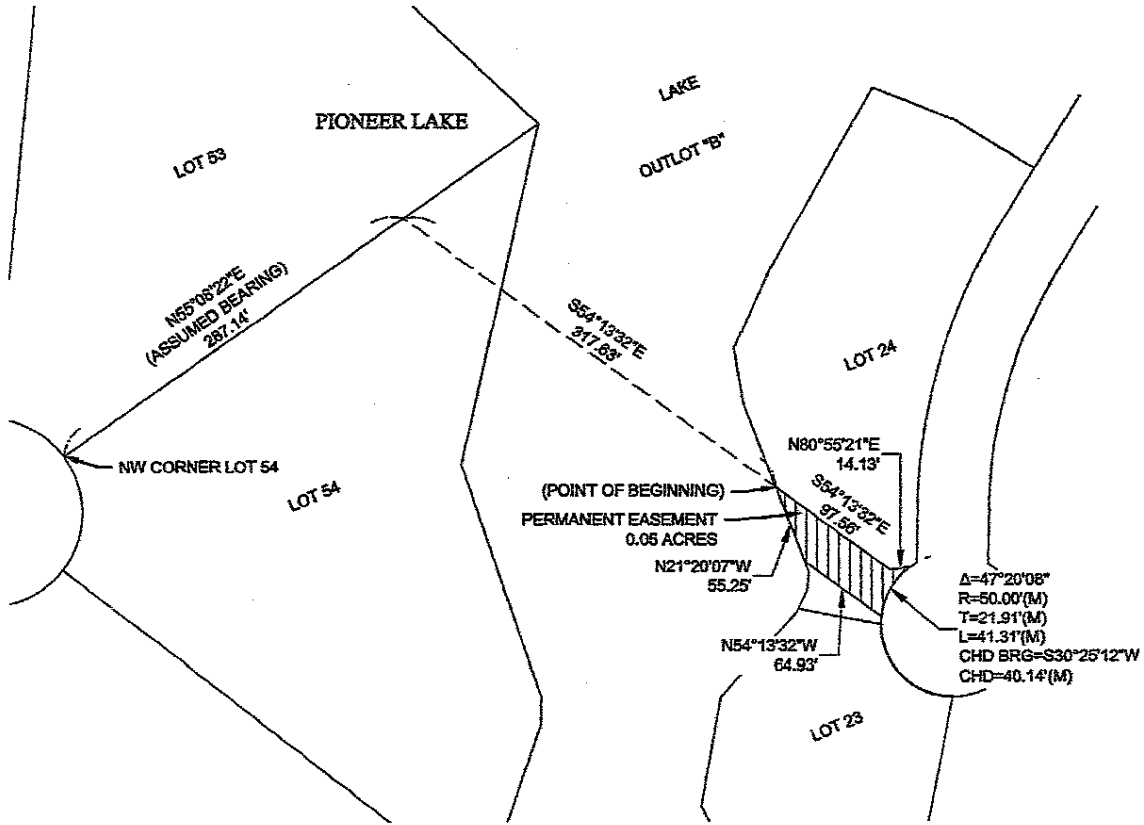 LAKE
PIONEER LAKE
OUTLOT "B"
LOT 53
N55°08'22"E
(ASSUMED BEARING)
287.14'
S54°13'32"E
317.63'
LOT 24
NW CORNER LOT 54
LOT 54
N80°55'21"E
14.13'
(POINT OF BEGINNING)
S54°13'32"E
97.56'
PERMANENT EASEMENT
0.05 ACRES
N21°20'07"W
55.25'
Δ=47°20'08"
R=50.00'(M)
T=21.91'(M)
L=41.31'(M)
CHD BRG=S30°25'12"W
CHD=40.14'(M)
N54°13'32"W
64.93'
LOT 23